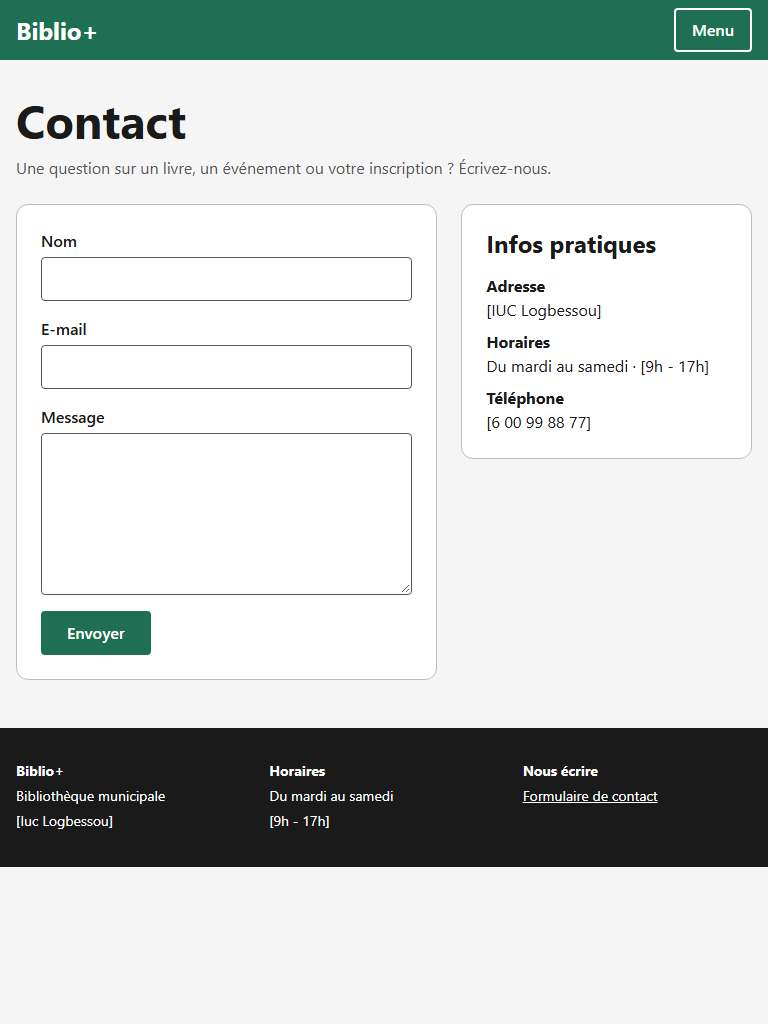 Biblio+
Menu
Contact
Une question sur un livre, un événement ou votre inscription ? Écrivez-nous.
Nom
E-mail
Message
Envoyer
Infos pratiques
Adresse
[IUC Logbessou]
Horaires
Du mardi au samedi · [9h - 17h]
Téléphone
[6 00 99 88 77]
Biblio+
Bibliothèque municipale
[Iuc Logbessou]
Horaires
Du mardi au samedi
[9h - 17h]
Nous écrire
Formulaire de contact